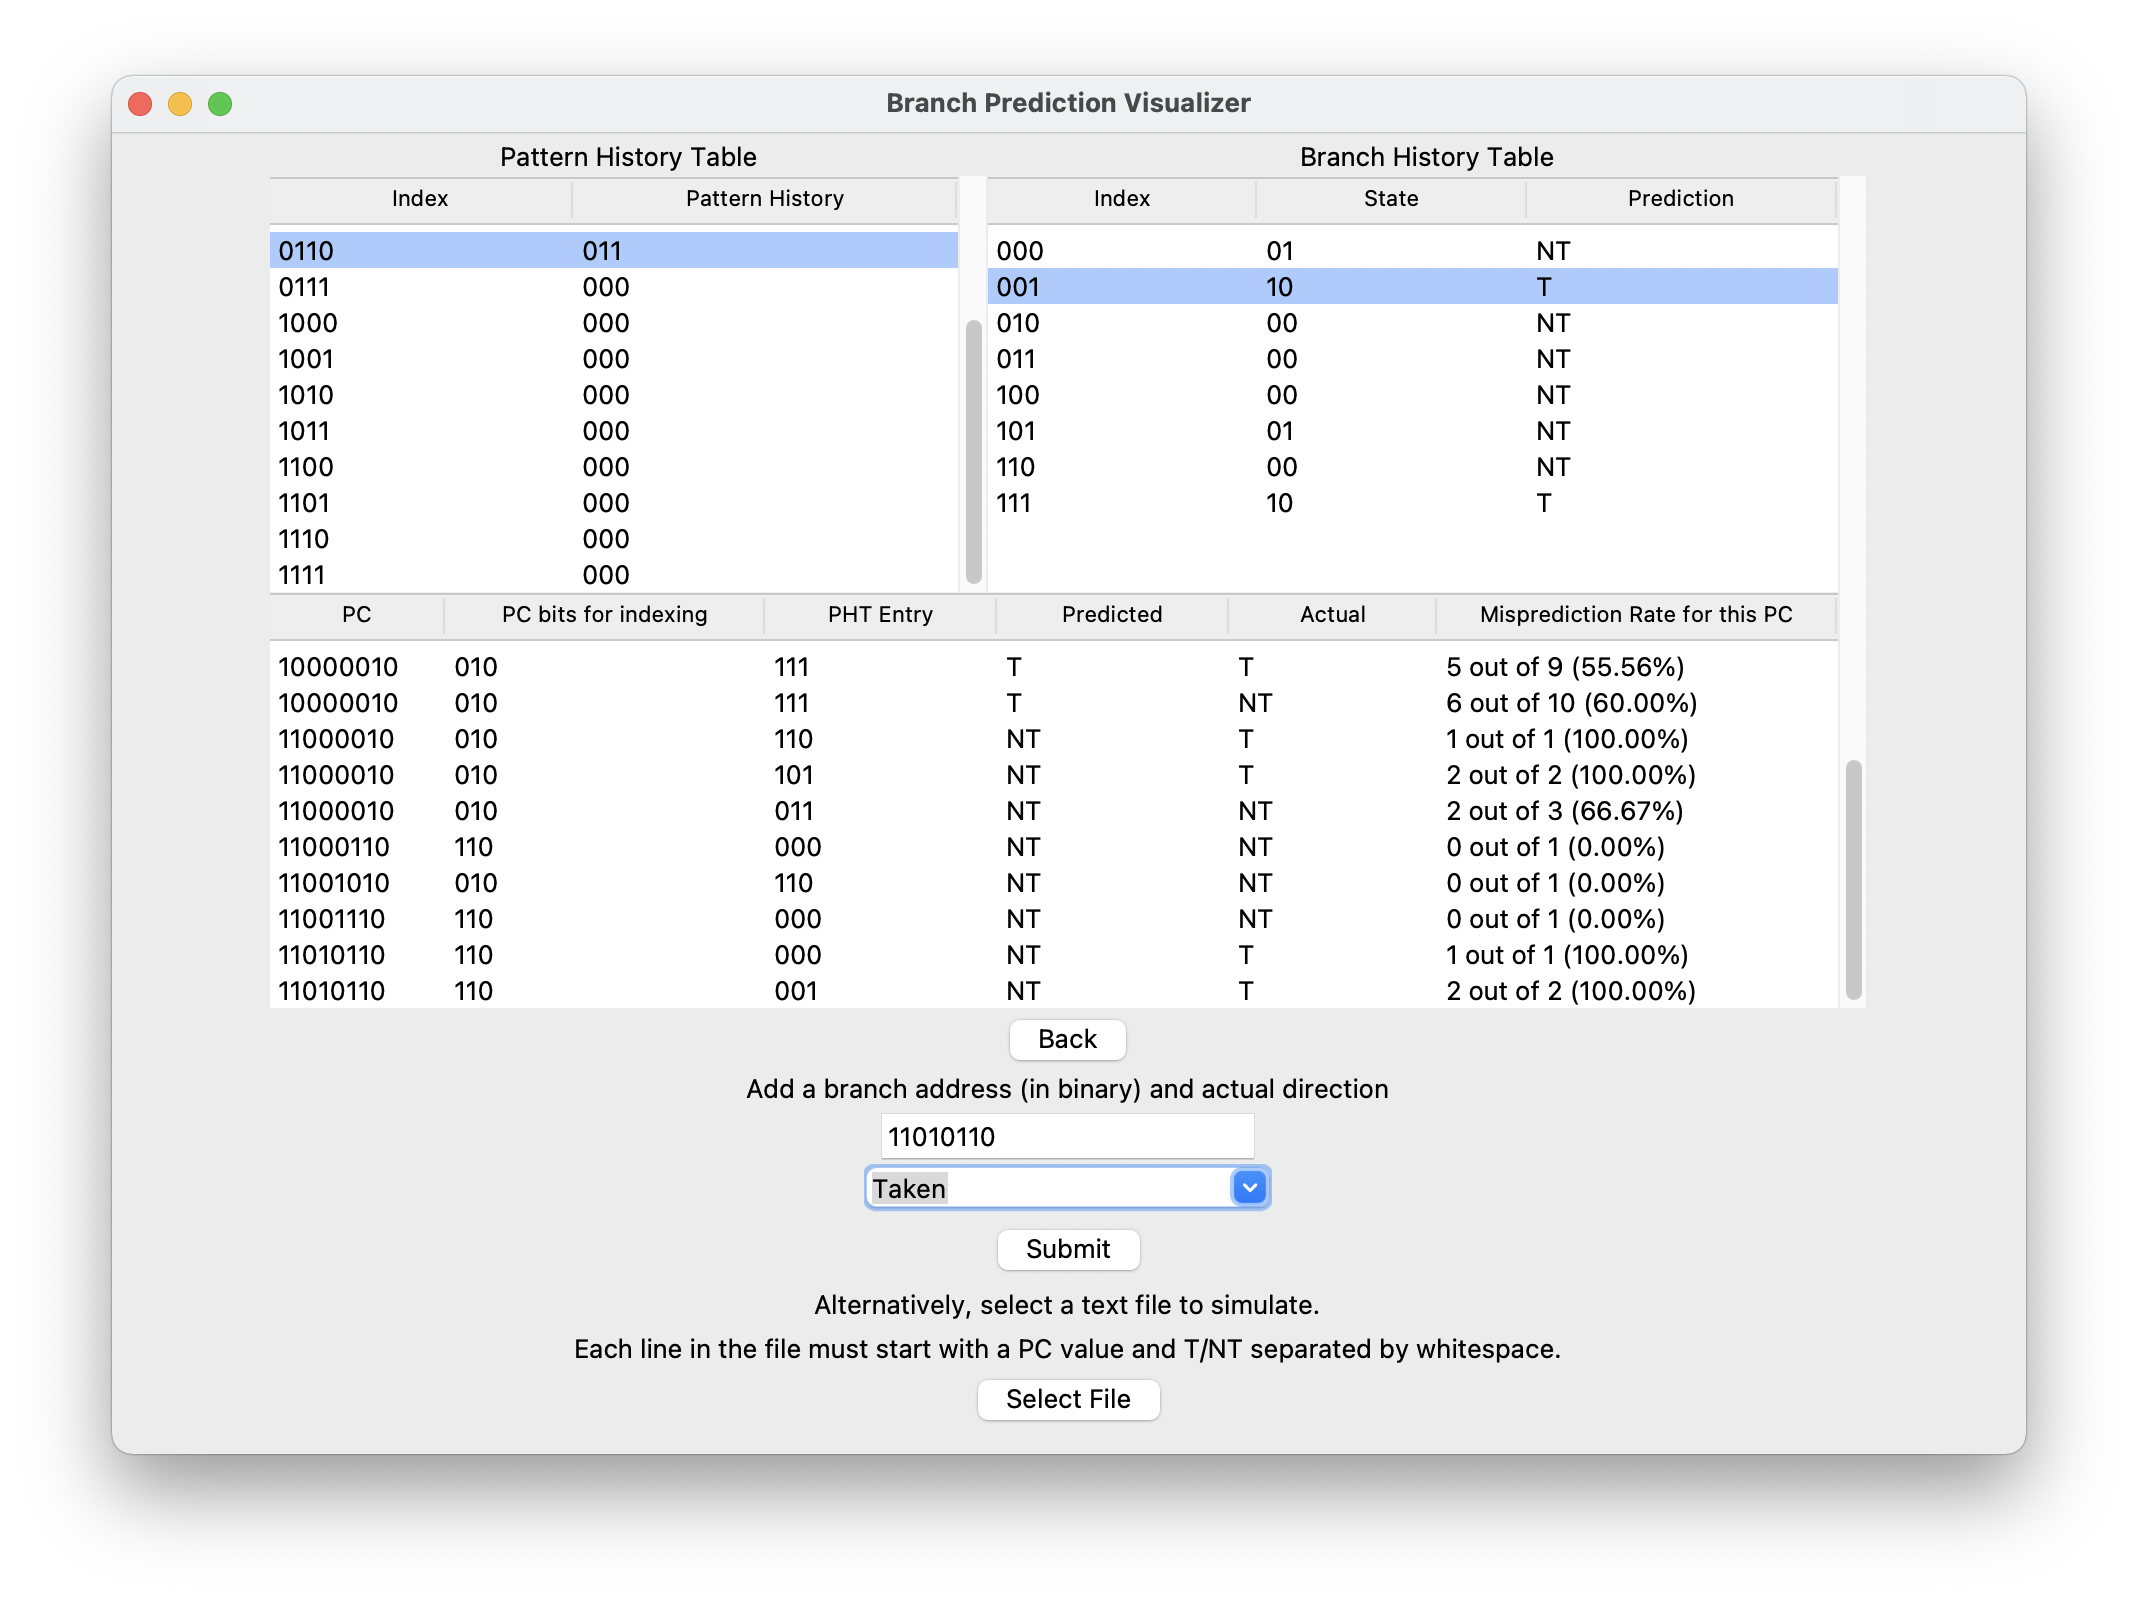 Branch Prediction Visualizer
Pattern History Table Branch History Table
Index Pattern History Index State Prediction
0110 011 000 01 NT
0111 000 001 10 T
1000 000 010 00 NT
1001 000 011 00 NT
1010 000 100 00 NT
1011 000 101 01 NT
1100 000 110 00 NT
1101 000 111 10 T
1110 000
1111 000
PC PC bits for indexing PHT Entry Predicted Actual Misprediction Rate for this PC
10000010 010 111 T T 5 out of 9 (55.56%)
10000010 010 111 T NT 6 out of 10 (60.00%)
11000010 010 110 NT T 1 out of 1 (100.00%)
11000010 010 101 NT T 2 out of 2 (100.00%)
11000010 010 011 NT NT 2 out of 3 (66.67%)
11000110 110 000 NT NT 0 out of 1 (0.00%)
11001010 010 110 NT NT 0 out of 1 (0.00%)
11001110 110 000 NT NT 0 out of 1 (0.00%)
11010110 110 000 NT T 1 out of 1 (100.00%)
11010110 110 001 NT T 2 out of 2 (100.00%)
Back
Add a branch address (in binary) and actual direction
11010110
Taken
Submit
Alternatively, select a text file to simulate.
Each line in the file must start with a PC value and T/NT separated by whitespace.
Select File